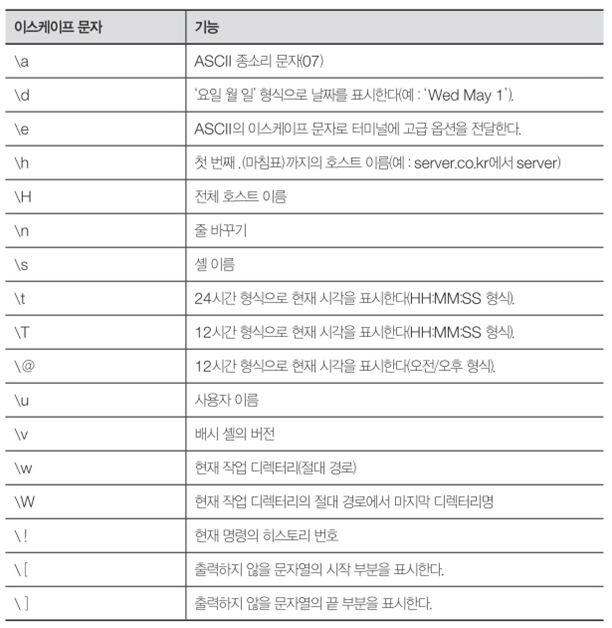 이스케이프 문자 기능
\a ASCII 종소리 문자(07)
\d '요일 월 일' 형식으로 날짜를 표시한다(예 : 'Wed May 1').
\e ASCII의 이스케이프 문자로 터미널에 고급 옵션을 전달한다.
\h 첫 번째 .(마침표)까지의 호스트 이름(예 : server.co.kr에서 server)
\H 전체 호스트 이름
\n 줄 바꾸기
\s 셸 이름
\t 24시간 형식으로 현재 시각을 표시한다(HH:MM:SS 형식).
\T 12시간 형식으로 현재 시각을 표시한다(HH:MM:SS 형식).
\@ 12시간 형식으로 현재 시각을 표시한다(오전/오후 형식).
\u 사용자 이름
\v 배시 셸의 버전
\w 현재 작업 디렉터리(절대 경로)
\W 현재 작업 디렉터리의 절대 경로에서 마지막 디렉터리명
\! 현재 명령의 히스토리 번호
\[ 출력하지 않을 문자열의 시작 부분을 표시한다.
\] 출력하지 않을 문자열의 끝 부분을 표시한다.